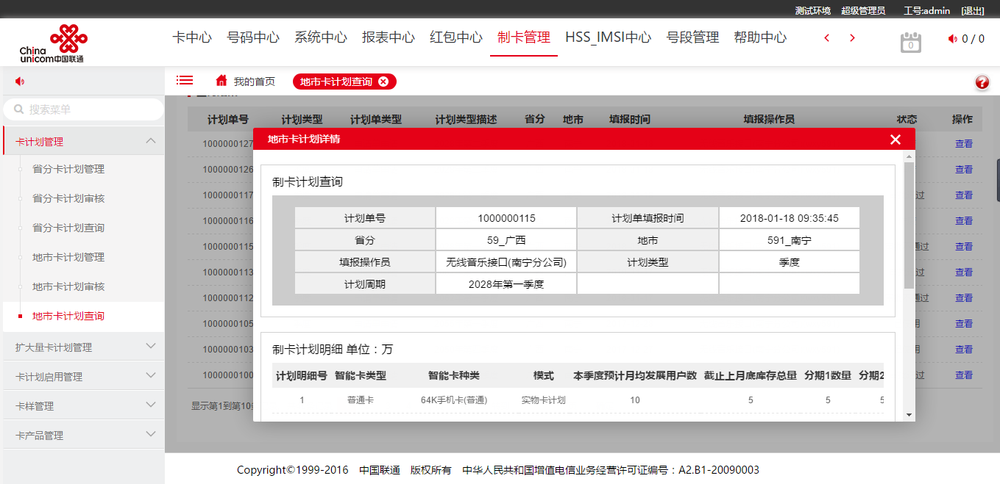 测试环境 超级管理员 工号:admin [退出]
China unicom中国联通
卡中心 号码中心 系统中心 报表中心 红包中心 制卡管理 HSS_IMSI中心 号段管理 帮助中心 0 0 / 0
我的首页 地市卡计划查询
搜索菜单
卡计划管理
省分卡计划管理
省分卡计划审核
省分卡计划查询
地市卡计划管理
地市卡计划审核
地市卡计划查询
扩大量卡计划管理
卡计划启用管理
卡样管理
卡产品管理
计划单号 计划类型 计划单类型 计划类型描述 省分 地市 填报时间 填报操作员 状态 操作
1000000127 查看
1000000126 查看
1000000117 过 查看
1000000116 查看
1000000115 通过 查看
1000000113 过 查看
1000000112 通过 查看
1000000105 查看
1000000103 查看
1000000100 过 查看
显示第1到第10
地市卡计划详情
制卡计划查询
计划单号 1000000115 计划单填报时间 2018-01-18 09:35:45
省分 59_广西 地市 591_南宁
填报操作员 无线音乐接口(南宁分公司) 计划类型 季度
计划周期 2028年第一季度
制卡计划明细 单位：万
计划明细号 智能卡类型 智能卡种类 模式 本季度预计月均发展用户数 截止上月底库存总量 分期1数量 分期2
1 普通卡 64K手机卡(普通) 实物卡计划 10 5 5 5
Copyright©1999-2016 中国联通 版权所有 中华人民共和国增值电信业务经营许可证编号：A2.B1-20090003